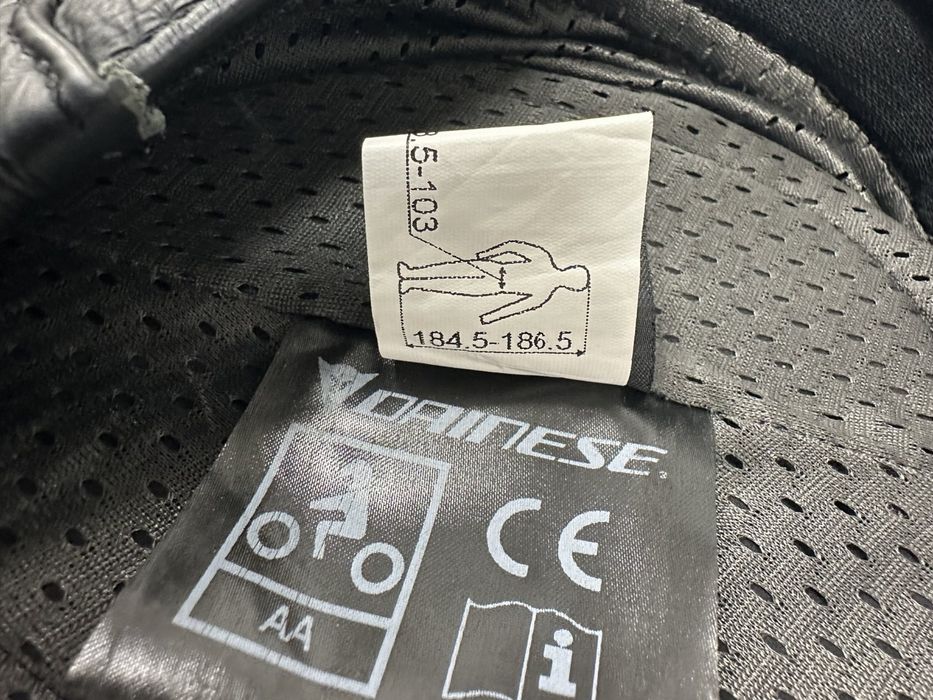 .5-103
184.5-186.5
DAINESE
CE
AA
i